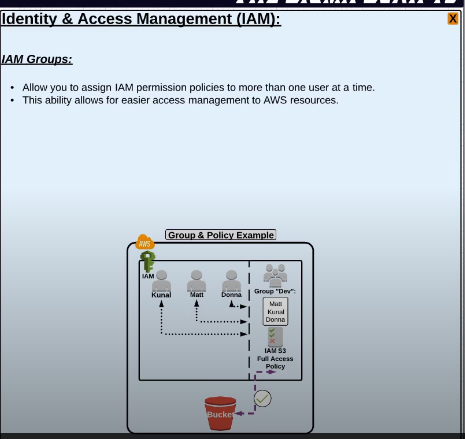 Identity & Access Management (IAM):
X
IAM Groups:
• Allow you to assign IAM permission policies to more than one user at a time.
• This ability allows for easier access management to AWS resources.
Group & Policy Example
AWS
IAM
Kunal
Matt
Donna
Group "Dev":
Matt
Kunal
Donna
IAM S3
Full Access
Policy
Bucket